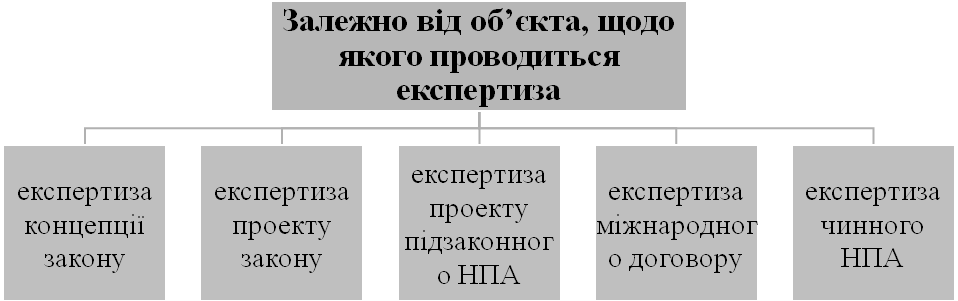 Залежно від об’єкта, щодо
якого проводиться
експертиза
експертиза
концепції
закону
експертиза
проекту
закону
експертиза
проекту
підзаконног
о НПА
експертиза
міжнародног
о договору
експертиза
чинного
НПА